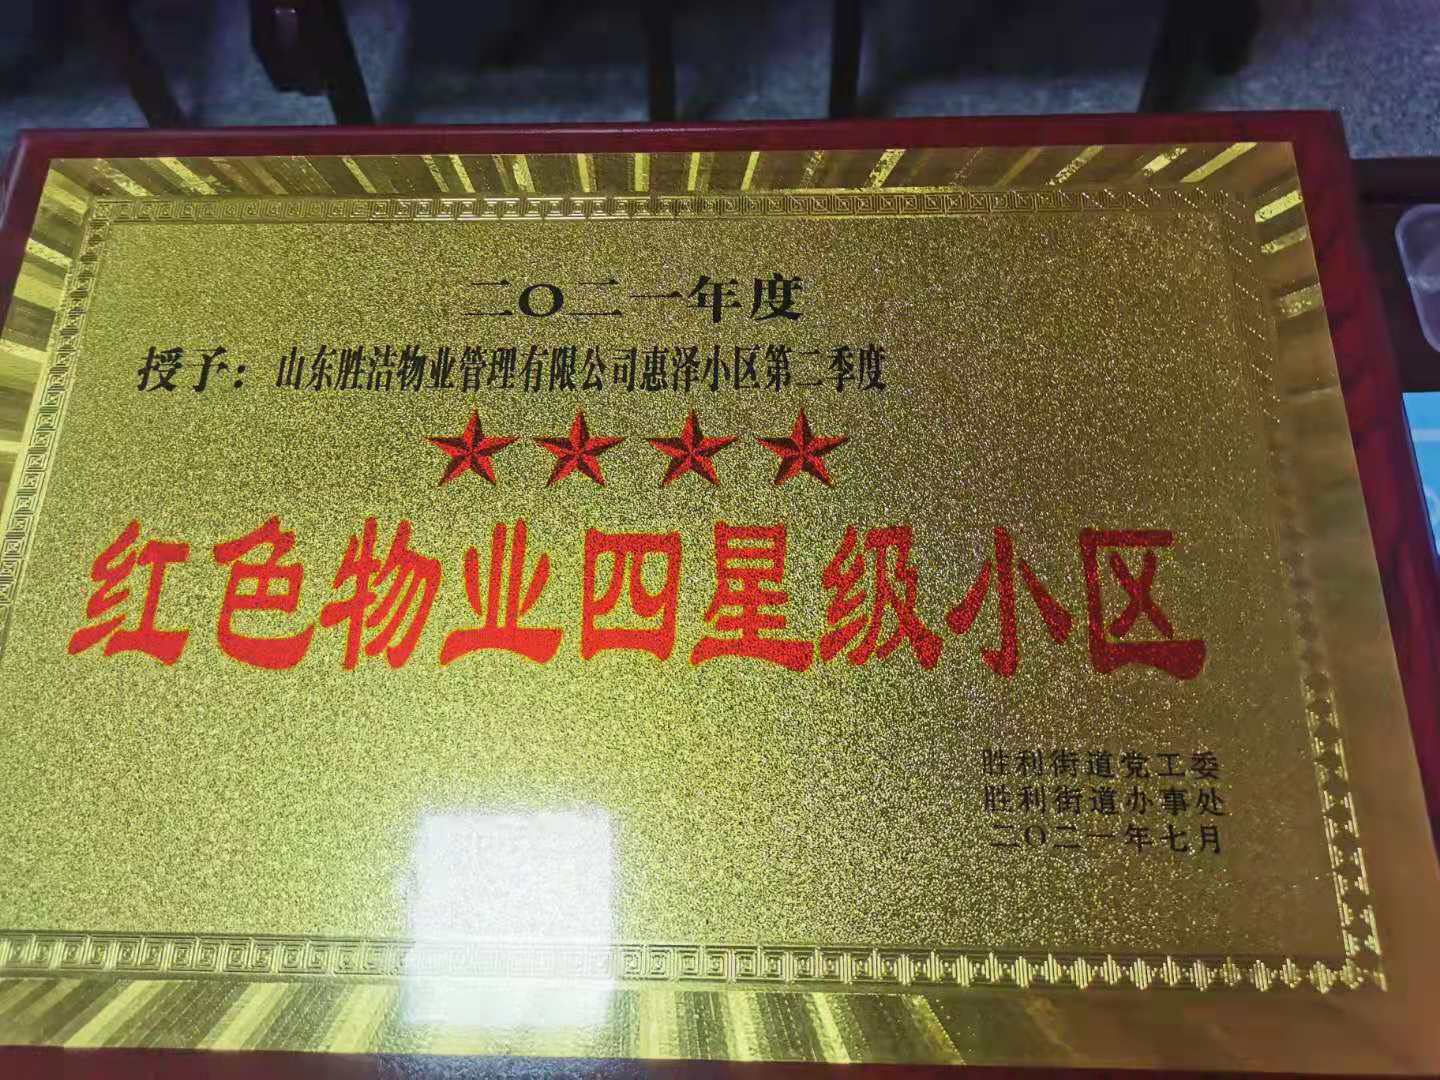 二〇二一年度
授予：山东胜洁物业管理有限公司惠泽小区第二季度
红色物业四星级小区
胜利街道党工委
胜利街道办事处
二〇二一年七月